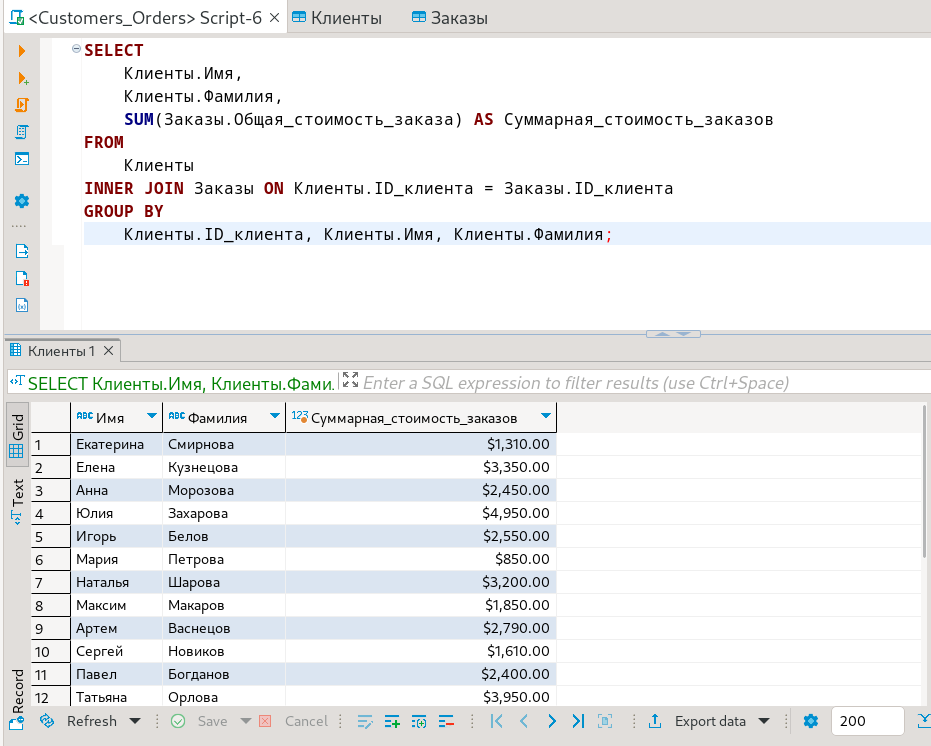 <Customers_Orders> Script-6
Клиенты
Заказы
SELECT
Клиенты.Имя,
Клиенты.Фамилия,
SUM(Заказы.Общая_стоимость_заказа) AS Суммарная_стоимость_заказов
FROM
Клиенты
INNER JOIN Заказы ON Клиенты.ID_клиента = Заказы.ID_клиента
GROUP BY
Клиенты.ID_клиента, Клиенты.Имя, Клиенты.Фамилия;
Клиенты 1
SELECT Клиенты.Имя, Клиенты.Фами. Enter a SQL expression to filter results (use Ctrl+Space)
Grid
Text
Record
ABC Имя ABC Фамилия 123 Суммарная_стоимость_заказов
1 Екатерина Смирнова $1,310.00
2 Елена Кузнецова $3,350.00
3 Анна Морозова $2,450.00
4 Юлия Захарова $4,950.00
5 Игорь Белов $2,550.00
6 Мария Петрова $850.00
7 Наталья Шарова $3,200.00
8 Максим Макаров $1,850.00
9 Артем Васнецов $2,790.00
10 Сергей Новиков $1,610.00
11 Павел Богданов $2,400.00
12 Татьяна Орлова $3,950.00
Refresh Save Cancel Export data 200